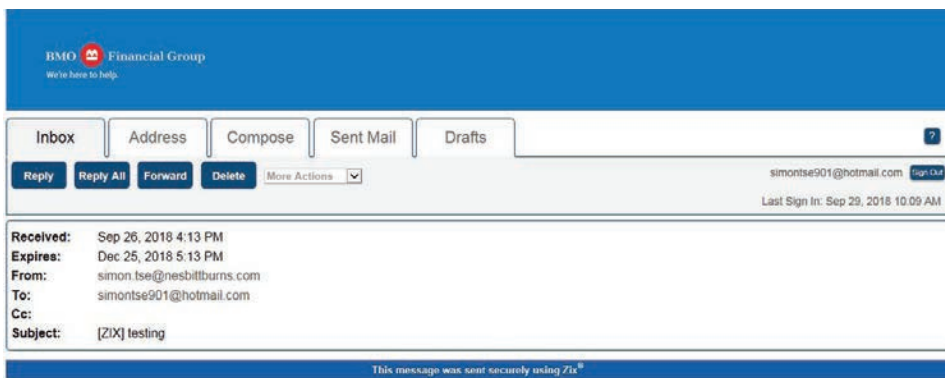 BMO Financial Group
We're here to help.
Inbox Address Compose Sent Mail Drafts ?
Reply Reply All Forward Delete More Actions simontse901@hotmail.com Sign Out
Last Sign In: Sep 29, 2018 10.09 AM
Received: Sep 26, 2018 4:13 PM
Expires: Dec 25, 2018 5:13 PM
From: simon.tse@nesbittburns.com
To: simontse901@hotmail.com
Cc:
Subject: [ZIX] testing
This message was sent securely using Zix®